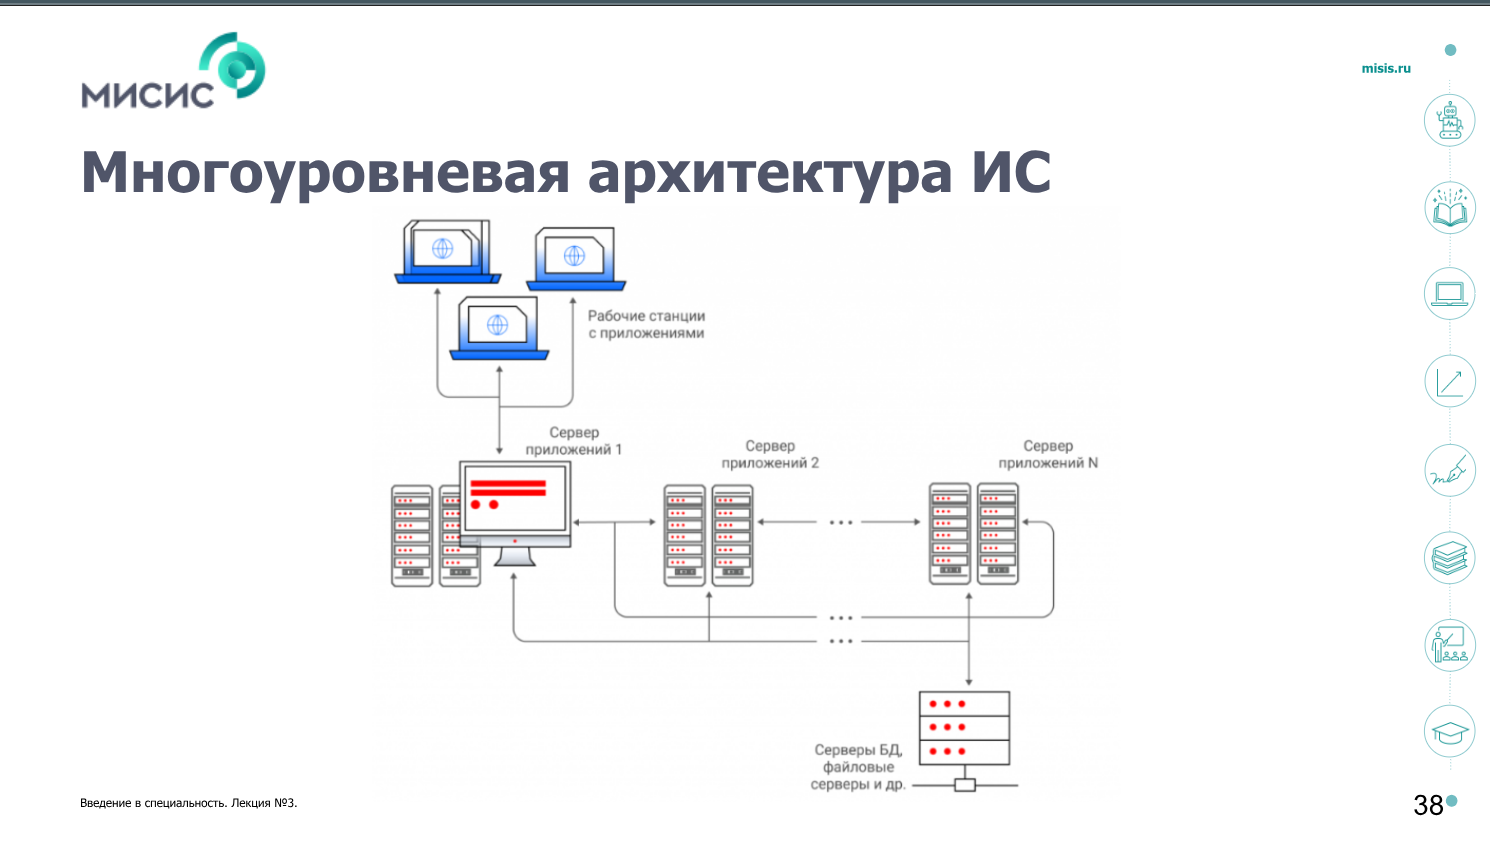 МИСИС
misis.ru
Многоуровневая архитектура ИС
Рабочие станции
с приложениями
Сервер
приложений 1
Сервер
приложений 2
Сервер
приложений N
Серверы БД,
файловые
серверы и др.
Введение в специальность. Лекция №3.
38